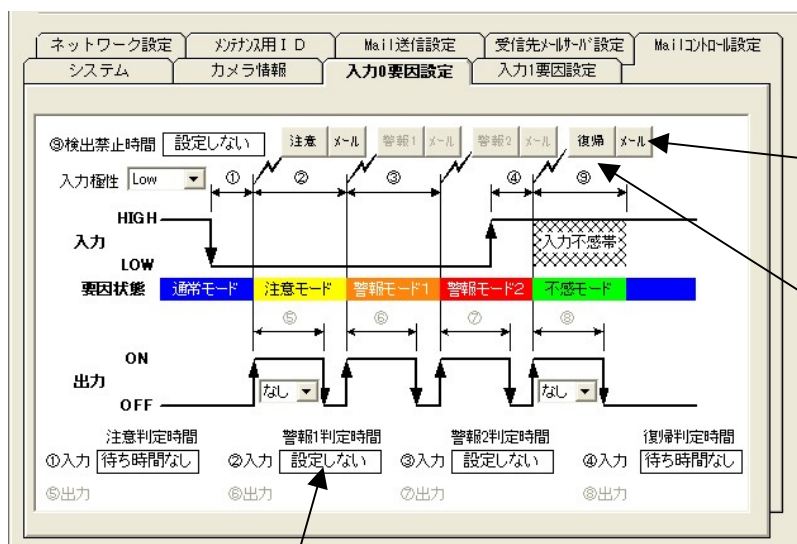 ネットワーク設定 ﾒﾝﾃﾅﾝｽ用ＩＤ Mail送信設定 受信先ﾒｰﾙｻｰﾊﾞ設定 Mailｺﾝﾄﾛｰﾙ設定
システム カメラ情報 入力0要因設定 入力1要因設定
⑨検出禁止時間 設定しない 注意 ﾒｰﾙ 警報1 ﾒｰﾙ 警報2 ﾒｰﾙ 復帰 ﾒｰﾙ
入力極性 Low ① ② ③ ④ ⑨
HIGH
入力 入力不感帯
LOW
要因状態 通常モード 注意モード 警報モード1 警報モード2 不感モード
⑤ ⑥ ⑦ ⑧
ON
出力 なし なし
OFF
注意判定時間 警報1判定時間 警報2判定時間 復帰判定時間
①入力 待ち時間なし ②入力 設定しない ③入力 設定しない ④入力 待ち時間なし
⑤出力 ⑥出力 ⑦出力 ⑧出力